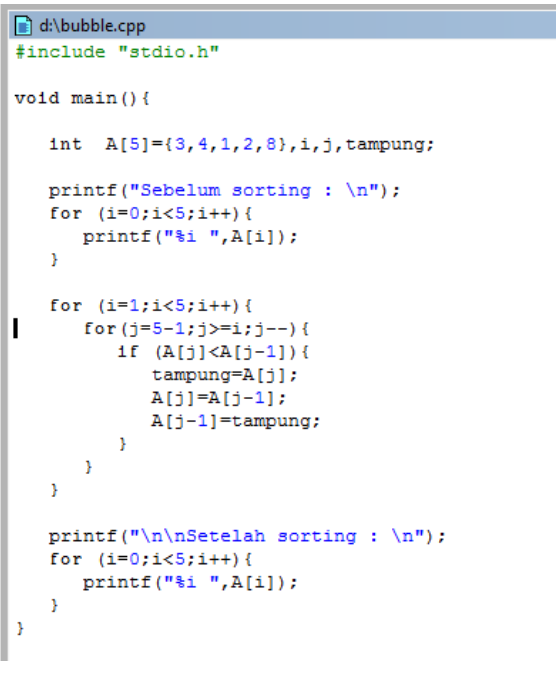 d:\bubble.cpp
#include "stdio.h"
void main(){
int  A[5]={3,4,1,2,8},i,j,tampung;
printf("Sebelum sorting : \n");
for (i=0;i<5;i++){
printf("%i ",A[i]);
}
for (i=1;i<5;i++){
for(j=5-1;j>=i;j--){
if (A[j]<A[j-1]){
tampung=A[j];
A[j]=A[j-1];
A[j-1]=tampung;
}
}
}
printf("\n\nSetelah sorting : \n");
for (i=0;i<5;i++){
printf("%i ",A[i]);
}
}